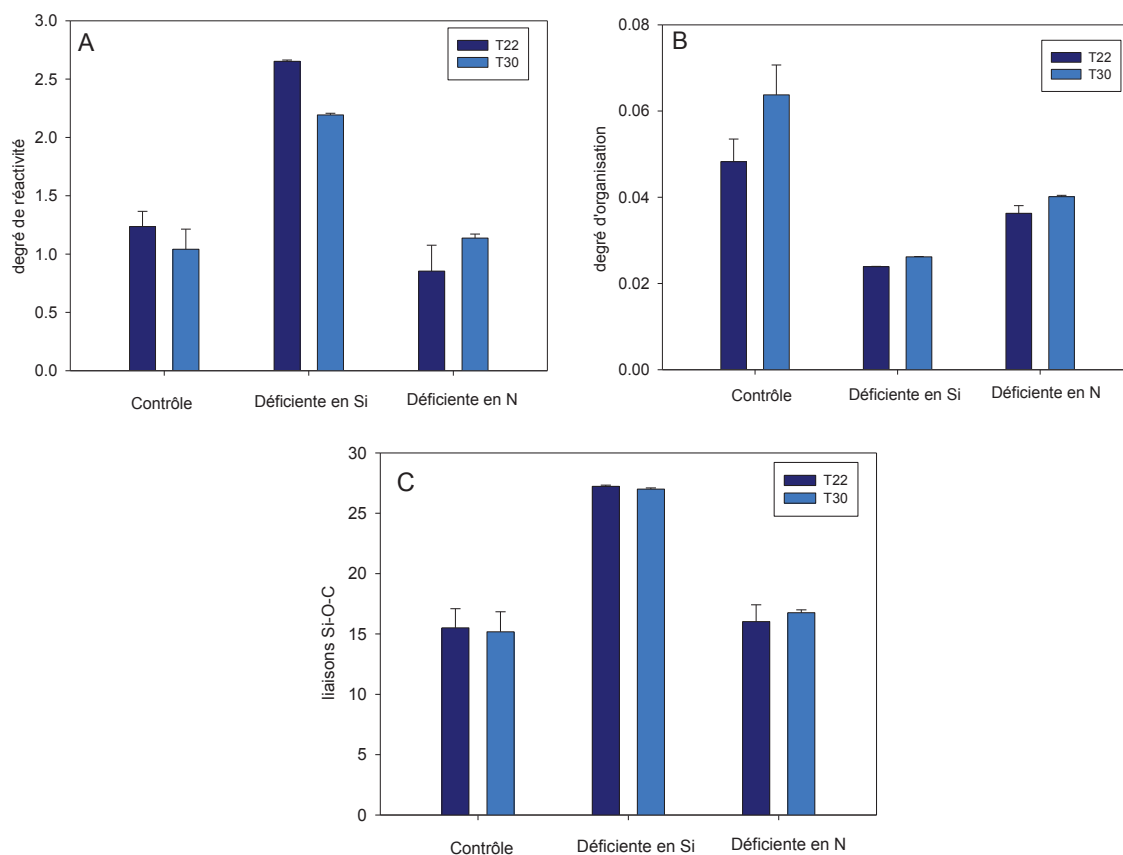 A
T22
T30
degré de réactivité
3.0
2.5
2.0
1.5
1.0
0.5
0.0
Contrôle
Déficiente en Si
Déficiente en N
B
T22
T30
degré d'organisation
0.08
0.06
0.04
0.02
0.00
Contrôle
Déficiente en Si
Déficiente en N
C
T22
T30
liaisons Si-O-C
30
25
20
15
10
5
0
Contrôle
Déficiente en Si
Déficiente en N